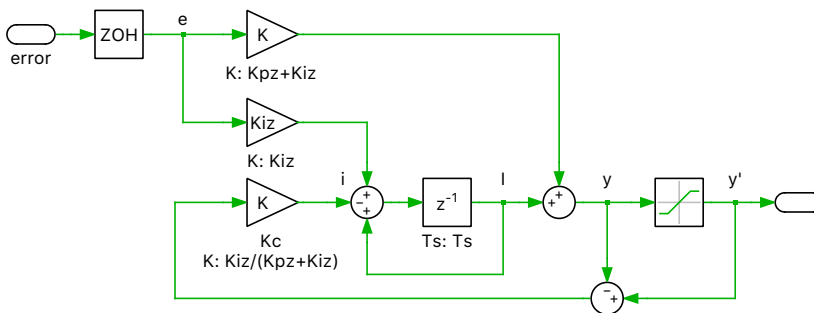 error
ZOH
e
K
K: Kpz+Kiz
Kiz
K: Kiz
i
K
Kc
K: Kiz/(Kpz+Kiz)
+
−
+
z⁻¹
Ts: Ts
I
+
+
y
y'
−
+